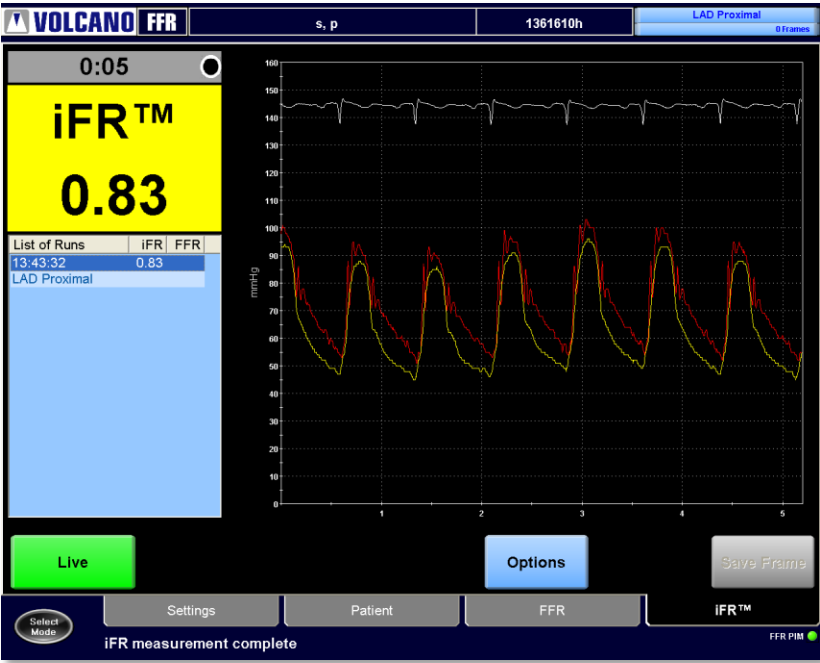 VOLCANO FFR
s, p
1361610h
LAD Proximal
0 Frames
0:05
iFR™
0.83
List of Runs iFR FFR
13:43:32 0.83
LAD Proximal
mmHg
160
150
140
130
120
110
100
90
80
70
60
50
40
30
20
10
0
1 2 3 4 5
Live
Options
Save Frame
Select Mode
Settings
Patient
FFR
iFR™
iFR measurement complete
FFR PIM